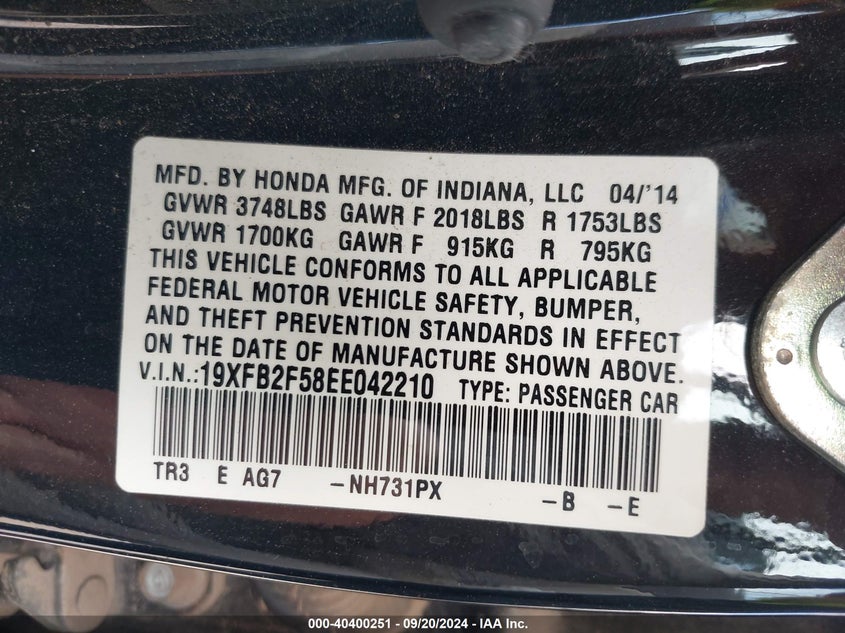 MFD. BY HONDA MFG. OF INDIANA, LLC 04/'14
GVWR 3748LBS GAWR F 2018LBS R 1753LBS
GVWR 1700KG GAWR F 915KG R 795KG
THIS VEHICLE CONFORMS TO ALL APPLICABLE
FEDERAL MOTOR VEHICLE SAFETY, BUMPER,
AND THEFT PREVENTION STANDARDS IN EFFECT
ON THE DATE OF MANUFACTURE SHOWN ABOVE.
V.I.N.:19XFB2F58EE042210 TYPE: PASSENGER CAR
TR3 E AG7 -NH731PX -B -E
000-40400251 | 09/20/2024 | IAA Inc.